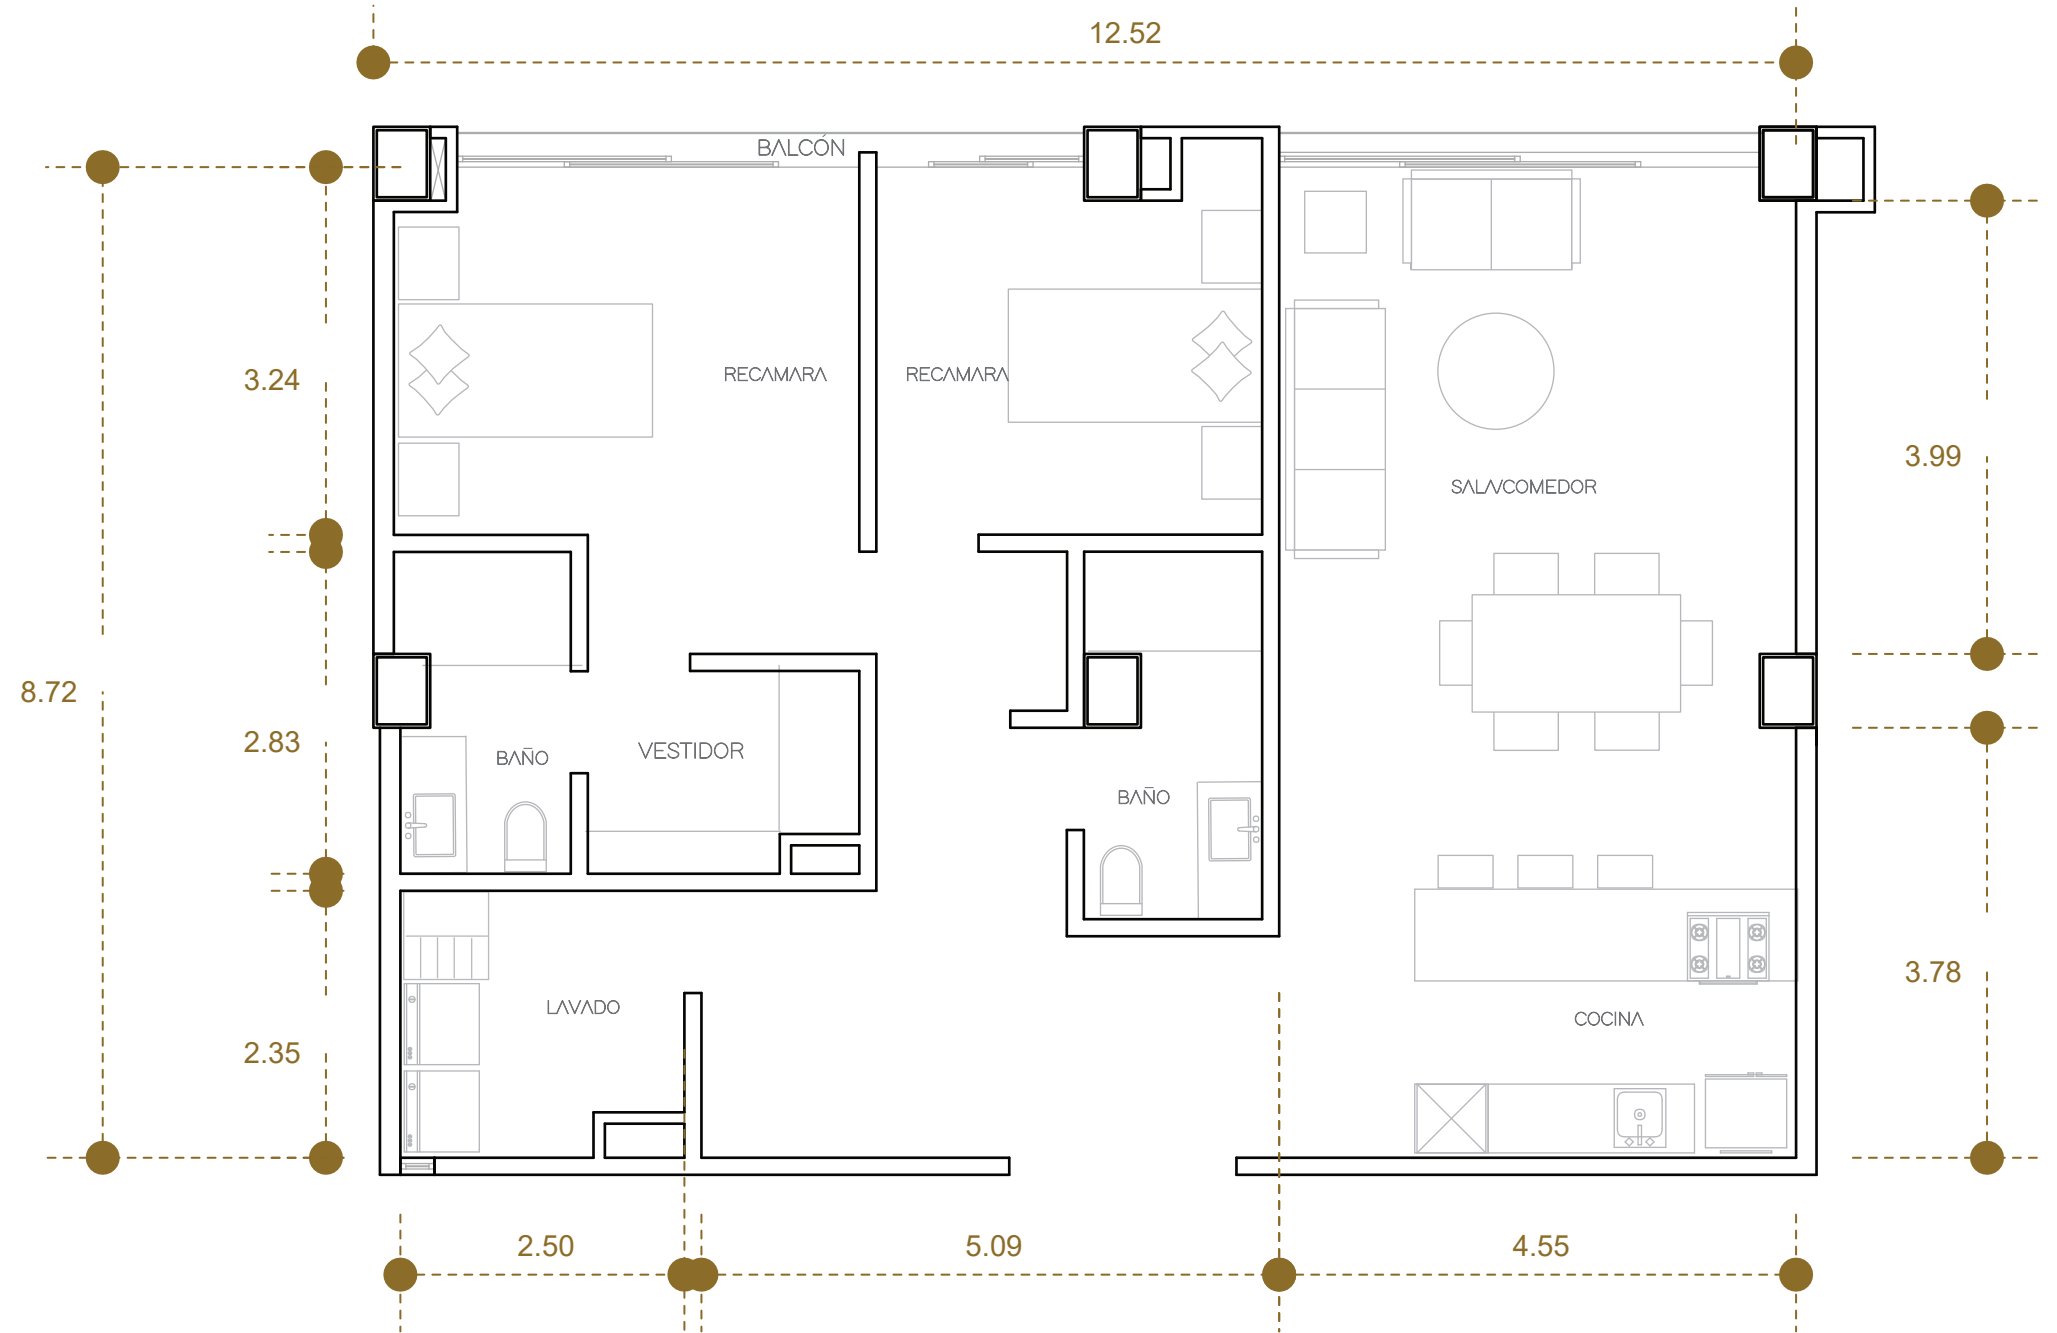 12.52
BALCÓN
3.24
RECAMARA
RECAMARA
3.99
SALA/COMEDOR
8.72
2.83
BAÑO
VESTIDOR
BAÑO
3.78
LAVADO
COCINA
2.35
2.50
5.09
4.55